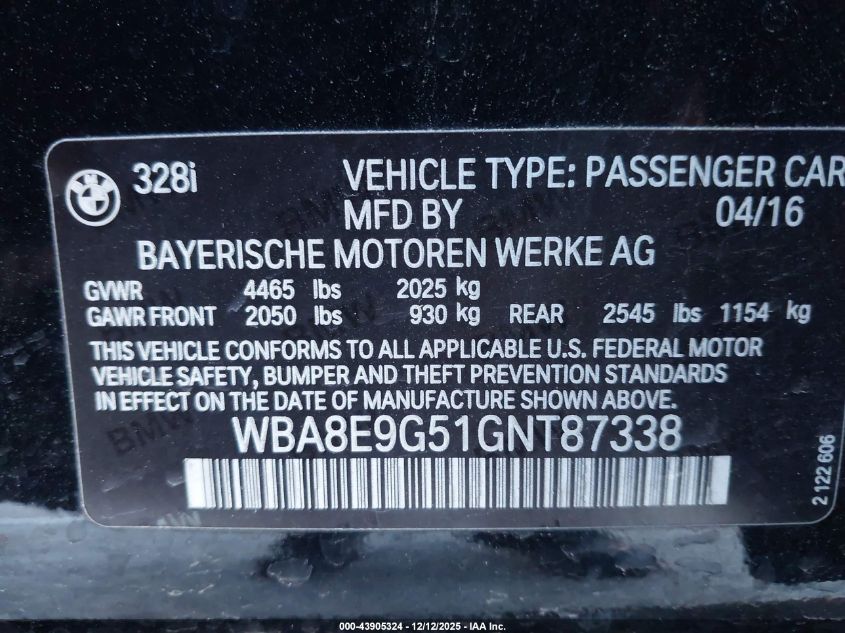 328i VEHICLE TYPE: PASSENGER CAR
MFD BY 04/16
BAYERISCHE MOTOREN WERKE AG
GVWR 4465 lbs 2025 kg
GAWR FRONT 2050 lbs 930 kg REAR 2545 lbs 1154 kg
THIS VEHICLE CONFORMS TO ALL APPLICABLE U.S. FEDERAL MOTOR
VEHICLE SAFETY, BUMPER AND THEFT PREVENTION STANDARDS
IN EFFECT ON THE DATE OF MANUFACTURE SHOWN ABOVE.
WBA8E9G51GNT87338
2 122 606
000-43905324 - 12/12/2025 - IAA Inc.